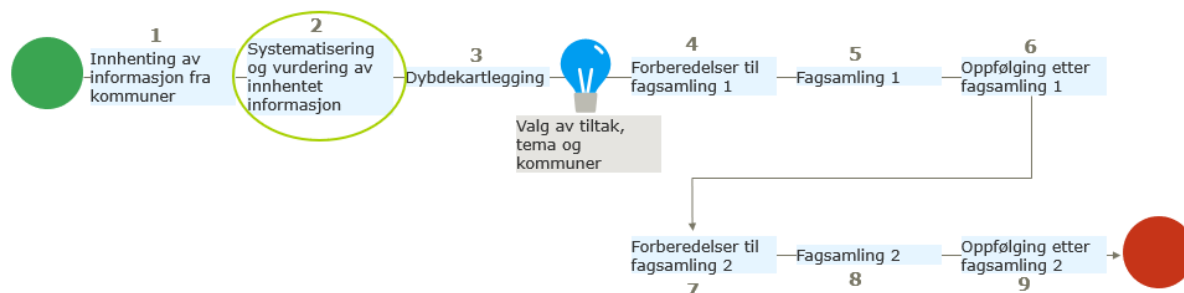 1
Innhenting av
informasjon fra
kommuner
2
Systematisering
og vurdering av
innhentet
informasjon
3
Dybdekartlegging
Valg av tiltak,
tema og
kommuner
4
Forberedelser til
fagsamling 1
5
Fagsamling 1
6
Oppfølging etter
fagsamling 1
Forberedelser til
fagsamling 2
7
Fagsamling 2
8
Oppfølging etter
fagsamling 2
9